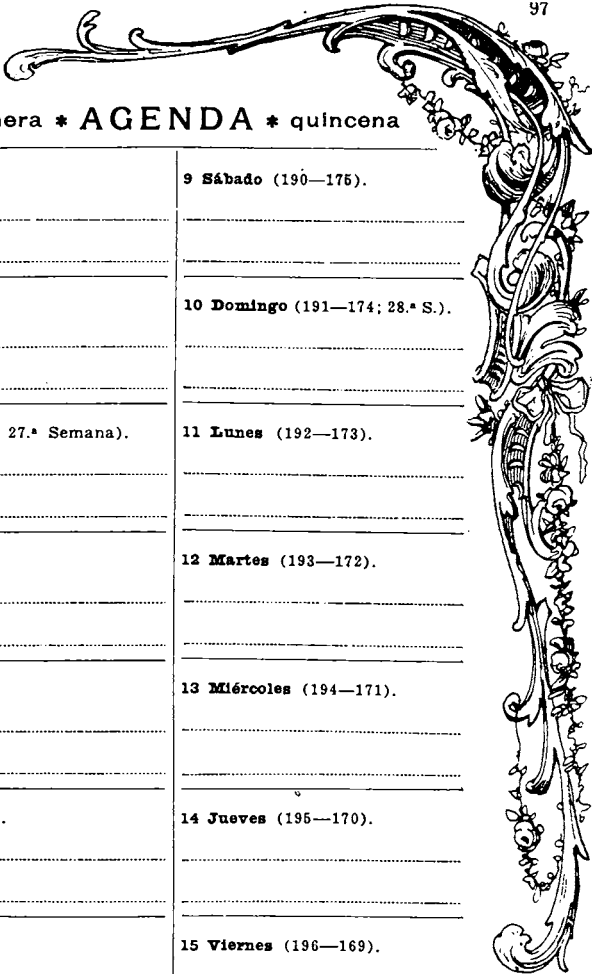 97
nera * AGENDA * quincena
27.ª Semana).
.
9 Sábado (190—175).
10 Domingo (191—174; 28.ª S.).
11 Lunes (192—173).
12 Martes (193—172).
13 Miércoles (194—171).
14 Jueves (195—170).
15 Viernes (196—169).